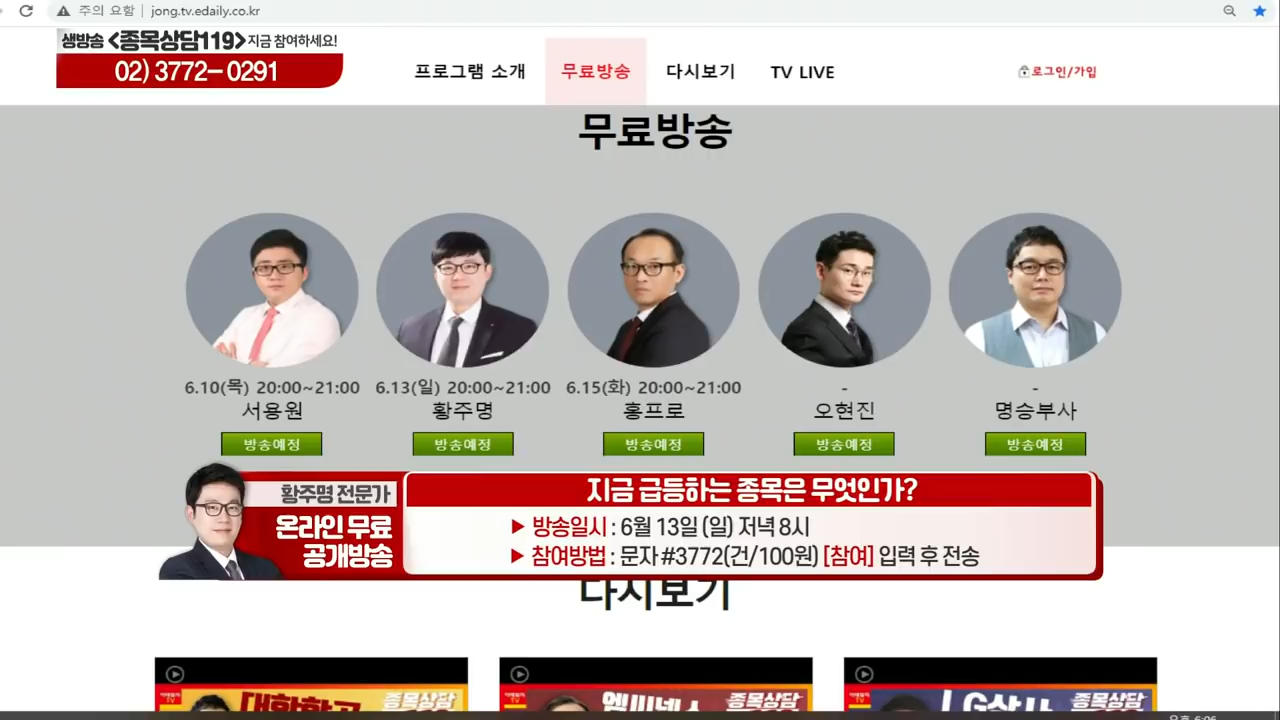 주의 요함
jong.tv.edaily.co.kr
생방송 <종목상담119> 지금 참여하세요!
02) 3772-0291
프로그램 소개
무료방송
다시보기
TV LIVE
로그인/가입
무료방송
6.10(목) 20:00~21:00
서용원
방송예정
6.13(일) 20:00~21:00
황주명
방송예정
6.15(화) 20:00~21:00
홍프로
방송예정
-
오현진
방송예정
-
명승부사
방송예정
황주명 전문가
온라인 무료
공개방송
지금 급등하는 종목은 무엇인가?
▶ 방송일시 : 6월 13일 (일) 저녁 8시
▶ 참여방법 : 문자 #3772(건/100원) [참여] 입력 후 전송
다시보기
종목상담
종목상담
종목상담